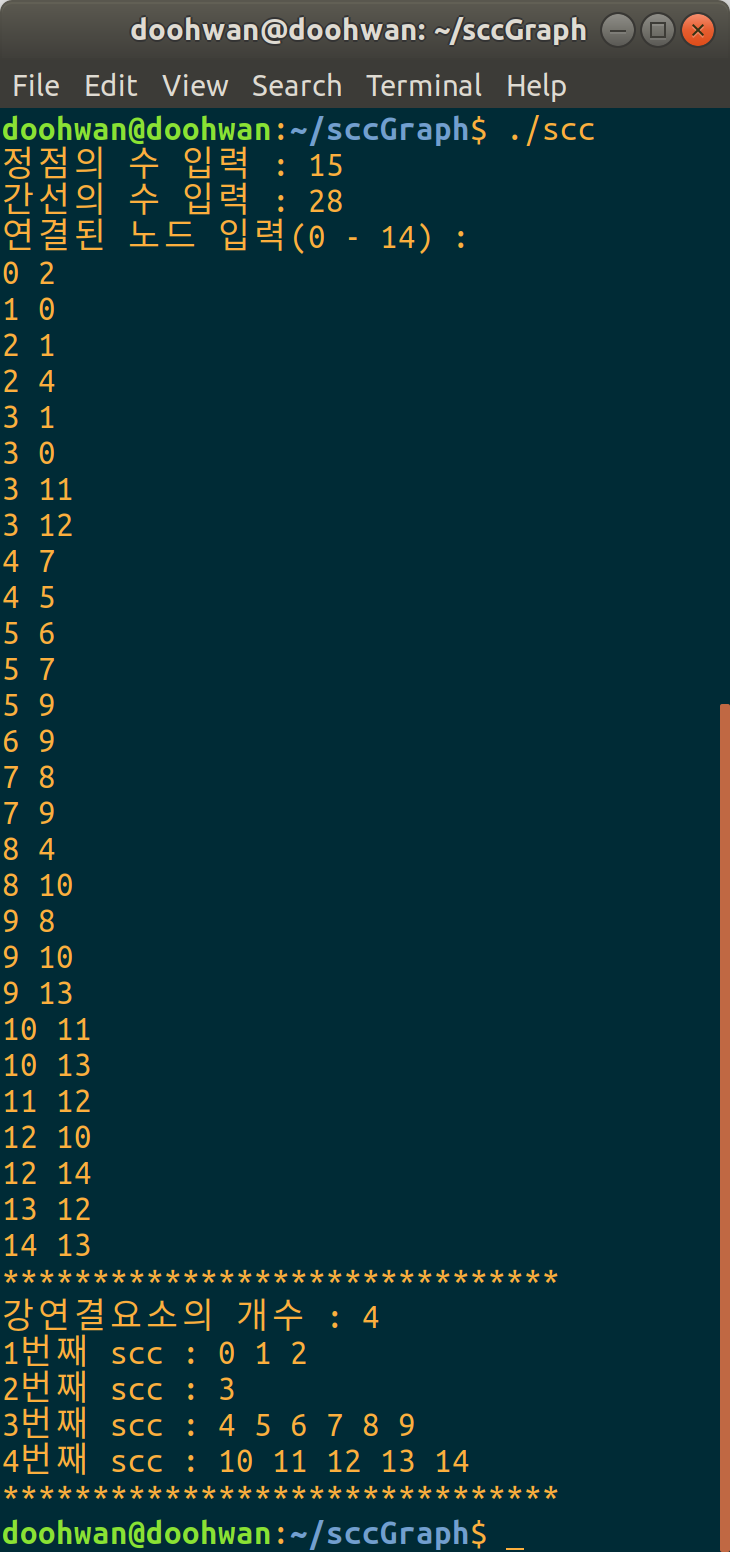 doohwan@doohwan: ~/sccGraph
File Edit View Search Terminal Help
doohwan@doohwan:~/sccGraph$ ./scc
정점의 수 입력 : 15
간선의 수 입력 : 28
연결된 노드 입력(0 - 14) :
0 2
1 0
2 1
2 4
3 1
3 0
3 11
3 12
4 7
4 5
5 6
5 7
5 9
6 9
7 8
7 9
8 4
8 10
9 8
9 10
9 13
10 11
10 13
11 12
12 10
12 14
13 12
14 13
*******************************
강연결요소의 개수 : 4
1번째 scc : 0 1 2
2번째 scc : 3
3번째 scc : 4 5 6 7 8 9
4번째 scc : 10 11 12 13 14
*******************************
doohwan@doohwan:~/sccGraph$ _